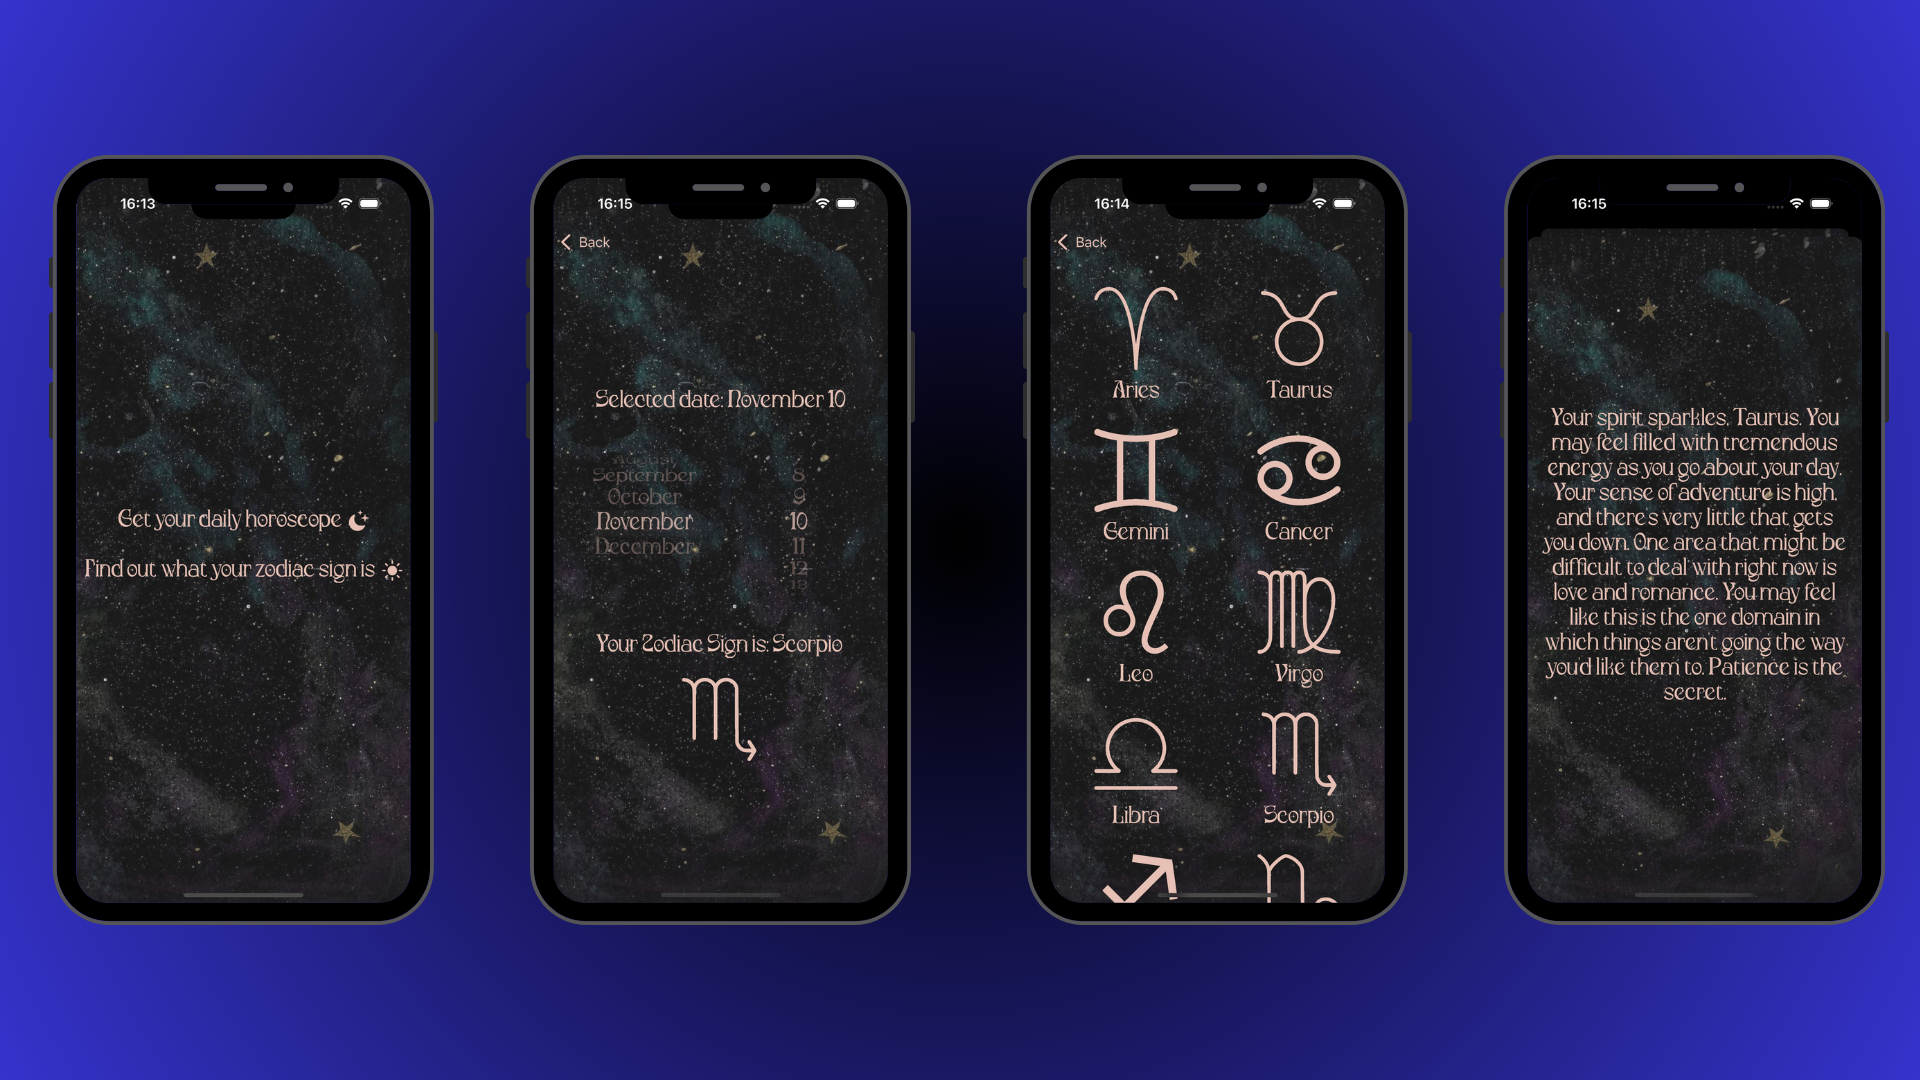 16:13
Get your daily horoscope
Find out what your zodiac sign is
16:15
Back
Selected date: November 10
August
September 8
October 9
November 10
December 11
12
13
Your Zodiac Sign is: Scorpio
16:14
Back
Aries Taurus
Gemini Cancer
Leo Virgo
Libra Scorpio
16:15
Your spirit sparkles, Taurus. You
may feel filled with tremendous
energy as you go about your day.
Your sense of adventure is high,
and there's very little that gets
you down. One area that might be
difficult to deal with right now is
love and romance. You may feel
like this is the one domain in
which things aren't going the way
you'd like them to. Patience is the
secret.